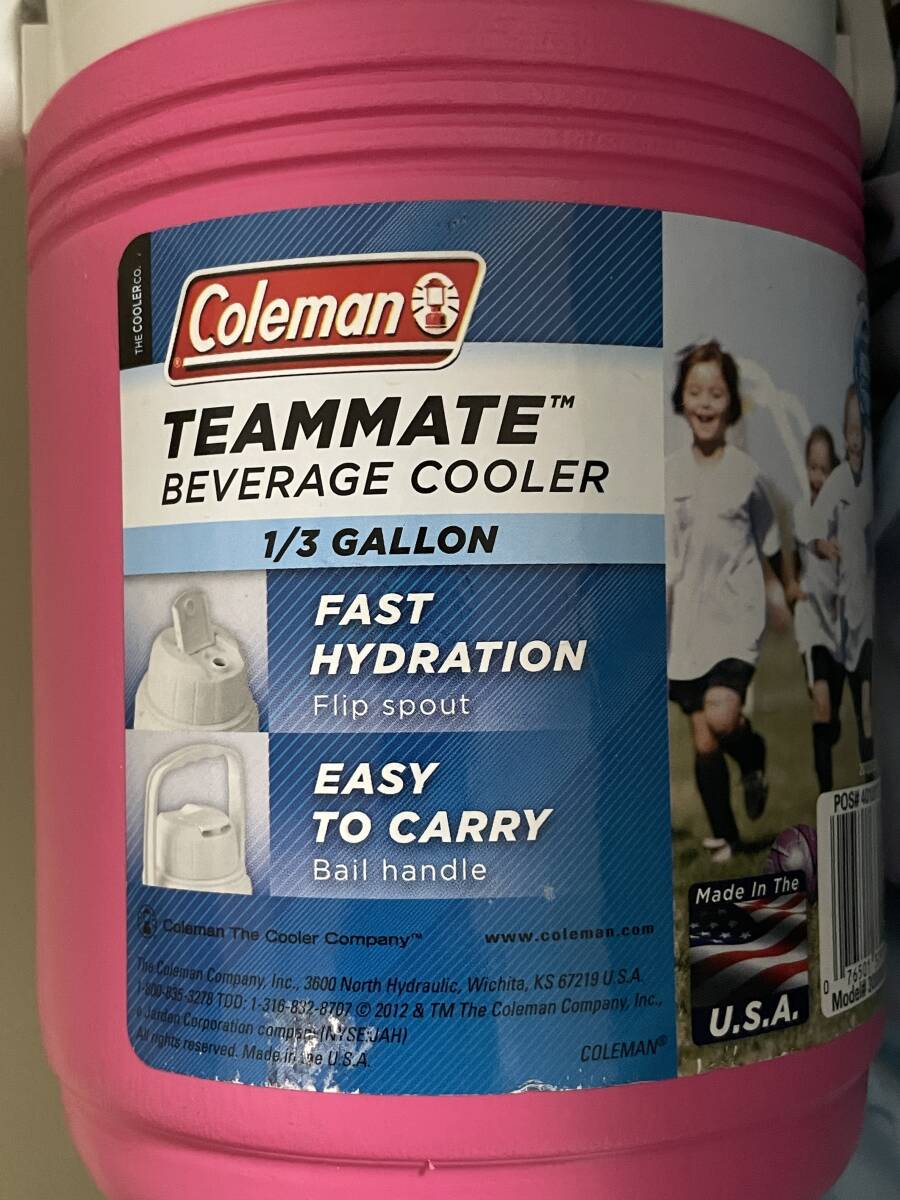 THE COOLER CO.
Coleman
TEAMMATE™
BEVERAGE COOLER
1/3 GALLON
FAST
HYDRATION
Flip spout
EASY
TO CARRY
Bail handle
Coleman The Cooler Company™
www.coleman.com
The Coleman Company, Inc., 3600 North Hydraulic, Wichita, KS 67219 U.S.A.
1-800-835-3278 TDD: 1-316-832-8707 © 2012 & TM The Coleman Company, Inc.,
a Jarden Corporation company (NYSE:JAH)
All rights reserved. Made in the U.S.A.
COLEMAN®
Made In The
U.S.A.
POS#
0 76501
Model#